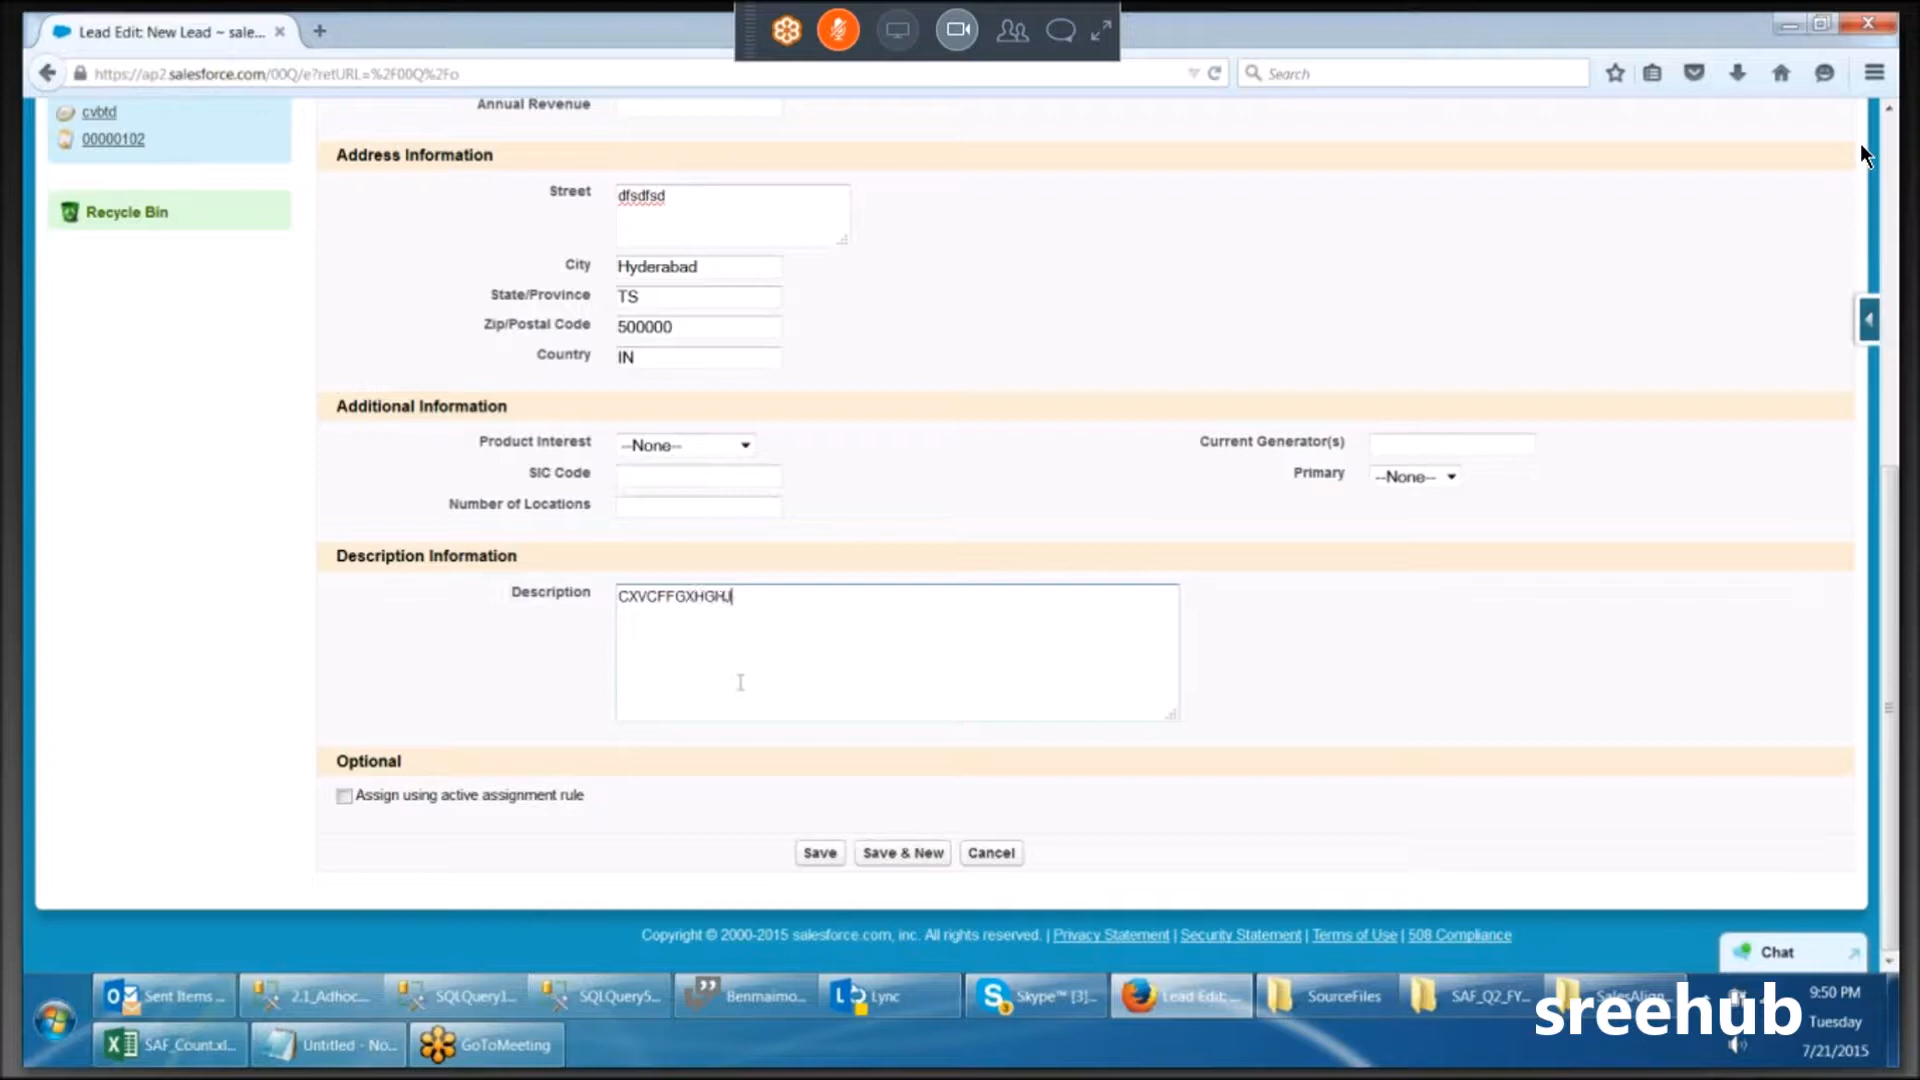 Lead Edit: New Lead ~ sale...
https://ap2.salesforce.com/00Q/e?retURL=%2F00Q%2Fo
Search
cvbtd
00000102
Recycle Bin
Annual Revenue
Address Information
Street dfsdfsd
City Hyderabad
State/Province TS
Zip/Postal Code 500000
Country IN
Additional Information
Product Interest --None-- Current Generator(s)
SIC Code Primary --None--
Number of Locations
Description Information
Description CXVCFFGXHGHJ
Optional
Assign using active assignment rule
Save Save & New Cancel
Copyright © 2000-2015 salesforce.com, inc. All rights reserved. | Privacy Statement | Security Statement | Terms of Use | 508 Compliance
Chat
Sent Items ... 2.1_Adhoc... SQLQuery1... SQLQuery5... Benmaimo... Lync Skype™ [3]... Lead Edit: ... SourceFiles SAF_Q2_FY... SalesAlign... 9:50 PM
sreehub
Tuesday
SAF_Count.xl... Untitled - No... GoToMeeting 7/21/2015